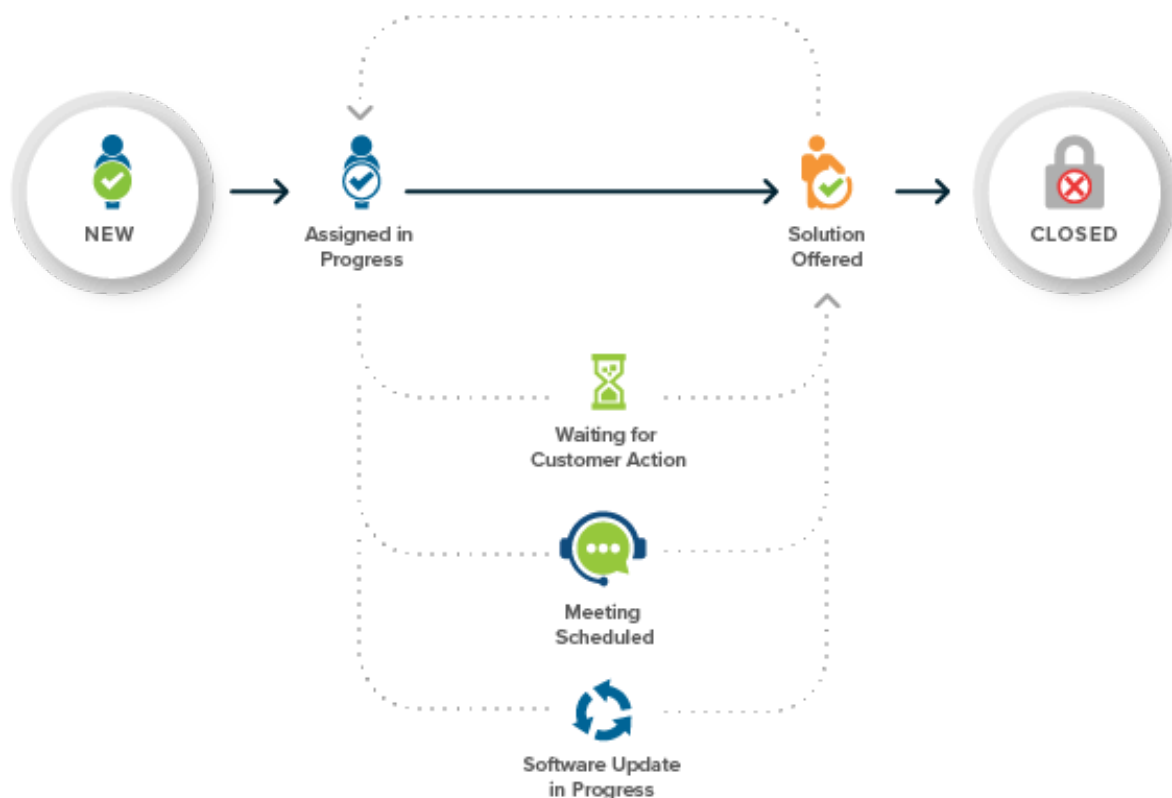 NEW
Assigned in
Progress
Solution
Offered
CLOSED
Waiting for
Customer Action
Meeting
Scheduled
Software Update
in Progress